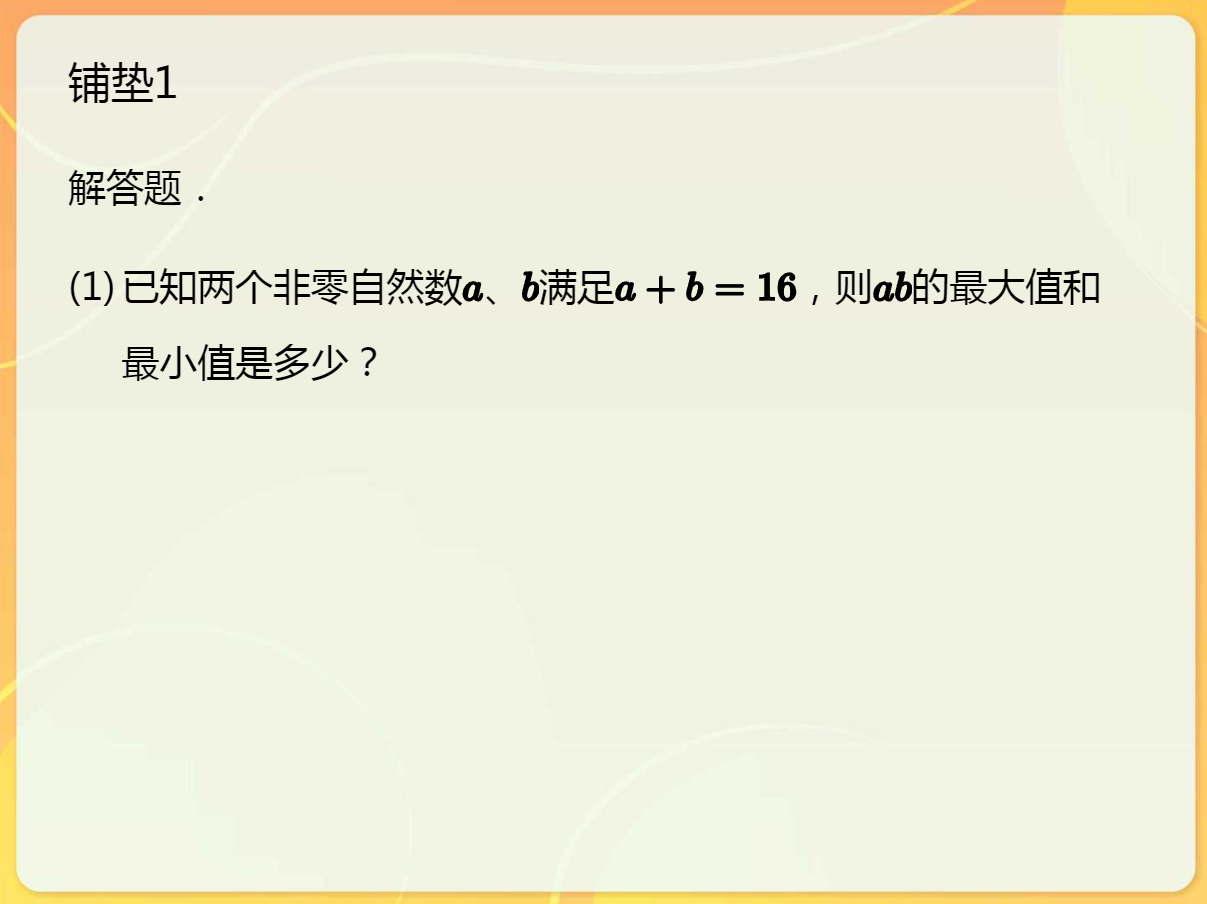 铺垫1
解答题．
(1) 已知两个非零自然数a、b满足a + b = 16，则ab的最大值和
最小值是多少？